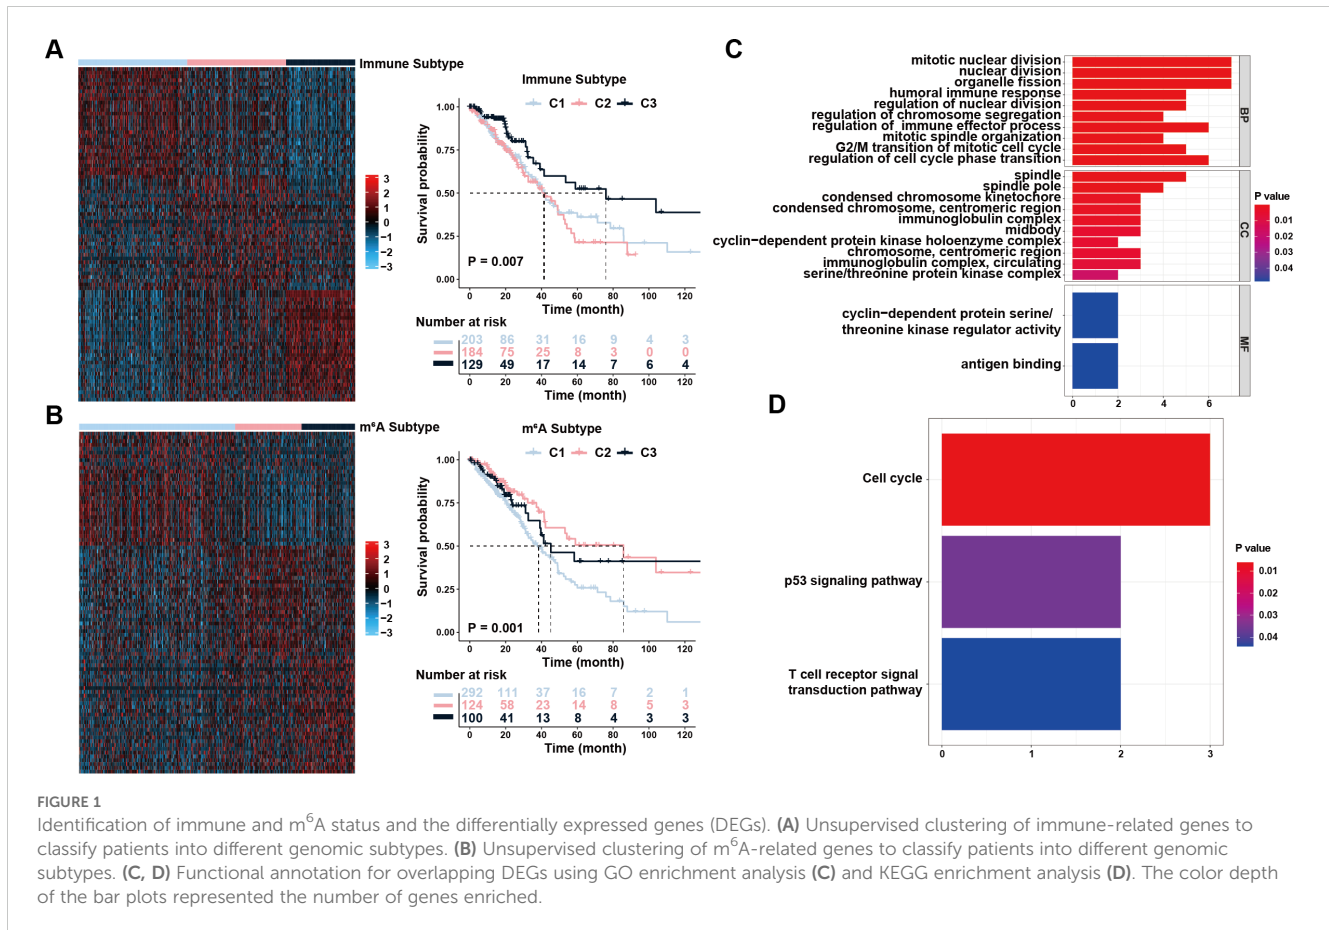 A
Immune Subtype
3
2
1
0
−1
−2
−3
Immune Subtype
C1 C2 C3
Survival probability
1.00
0.75
0.50
0.25
0.00
P = 0.007
0 20 40 60 80 100 120
Time (month)
Number at risk
203 86 31 16 9 4 3
184 75 25 8 3 0 0
129 49 17 14 7 6 4
0 20 40 60 80 100 120
Time (month)
B
m⁶A Subtype
3
2
1
0
−1
−2
−3
m⁶A Subtype
C1 C2 C3
Survival probability
1.00
0.75
0.50
0.25
0.00
P = 0.001
0 20 40 60 80 100 120
Time (month)
Number at risk
292 111 37 16 7 2 1
124 58 23 14 8 5 3
100 41 13 8 4 3 3
0 20 40 60 80 100 120
Time (month)
C
mitotic nuclear division
nuclear division
organelle fission
humoral immune response
regulation of nuclear division
regulation of chromosome segregation
regulation of immune effector process
mitotic spindle organization
G2/M transition of mitotic cell cycle
regulation of cell cycle phase transition
BP
spindle
spindle pole
condensed chromosome kinetochore
condensed chromosome, centromeric region
immunoglobulin complex
midbody
cyclin−dependent protein kinase holoenzyme complex
chromosome, centromeric region
immunoglobulin complex, circulating
serine/threonine protein kinase complex
CC
cyclin−dependent protein serine/
threonine kinase regulator activity
antigen binding
MF
0 2 4 6
P value
0.01
0.02
0.03
0.04
D
Cell cycle
p53 signaling pathway
T cell receptor signal
transduction pathway
0 1 2 3
P value
0.01
0.02
0.03
0.04
FIGURE 1
Identification of immune and m⁶A status and the differentially expressed genes (DEGs). (A) Unsupervised clustering of immune-related genes to
classify patients into different genomic subtypes. (B) Unsupervised clustering of m⁶A-related genes to classify patients into different genomic
subtypes. (C, D) Functional annotation for overlapping DEGs using GO enrichment analysis (C) and KEGG enrichment analysis (D). The color depth
of the bar plots represented the number of genes enriched.